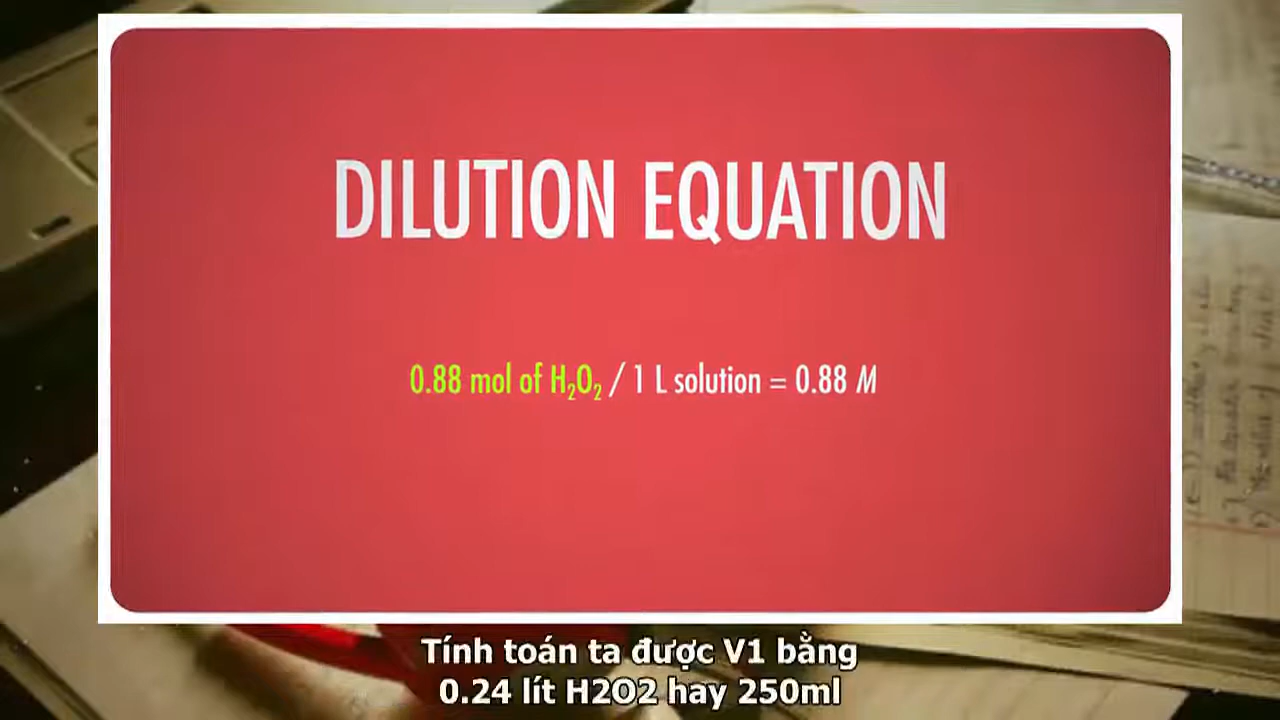 DILUTION EQUATION
0.88 mol of H₂O₂ / 1 L solution = 0.88 M
Tính toán ta được V1 bằng
0.24 lít H2O2 hay 250ml